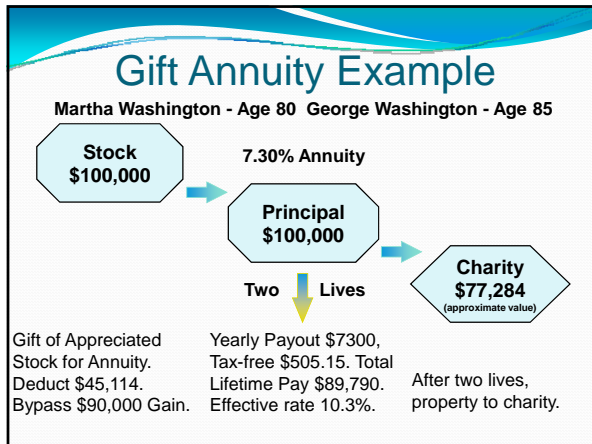 Gift Annuity Example
Martha Washington - Age 80 George Washington - Age 85
Stock
$100,000
7.30% Annuity
Principal
$100,000
Charity
$77,284
(approximate value)
Two Lives
Gift of Appreciated
Stock for Annuity.
Deduct $45,114.
Bypass $90,000 Gain.
Yearly Payout $7300,
Tax-free $505.15. Total
Lifetime Pay $89,790.
Effective rate 10.3%.
After two lives,
property to charity.